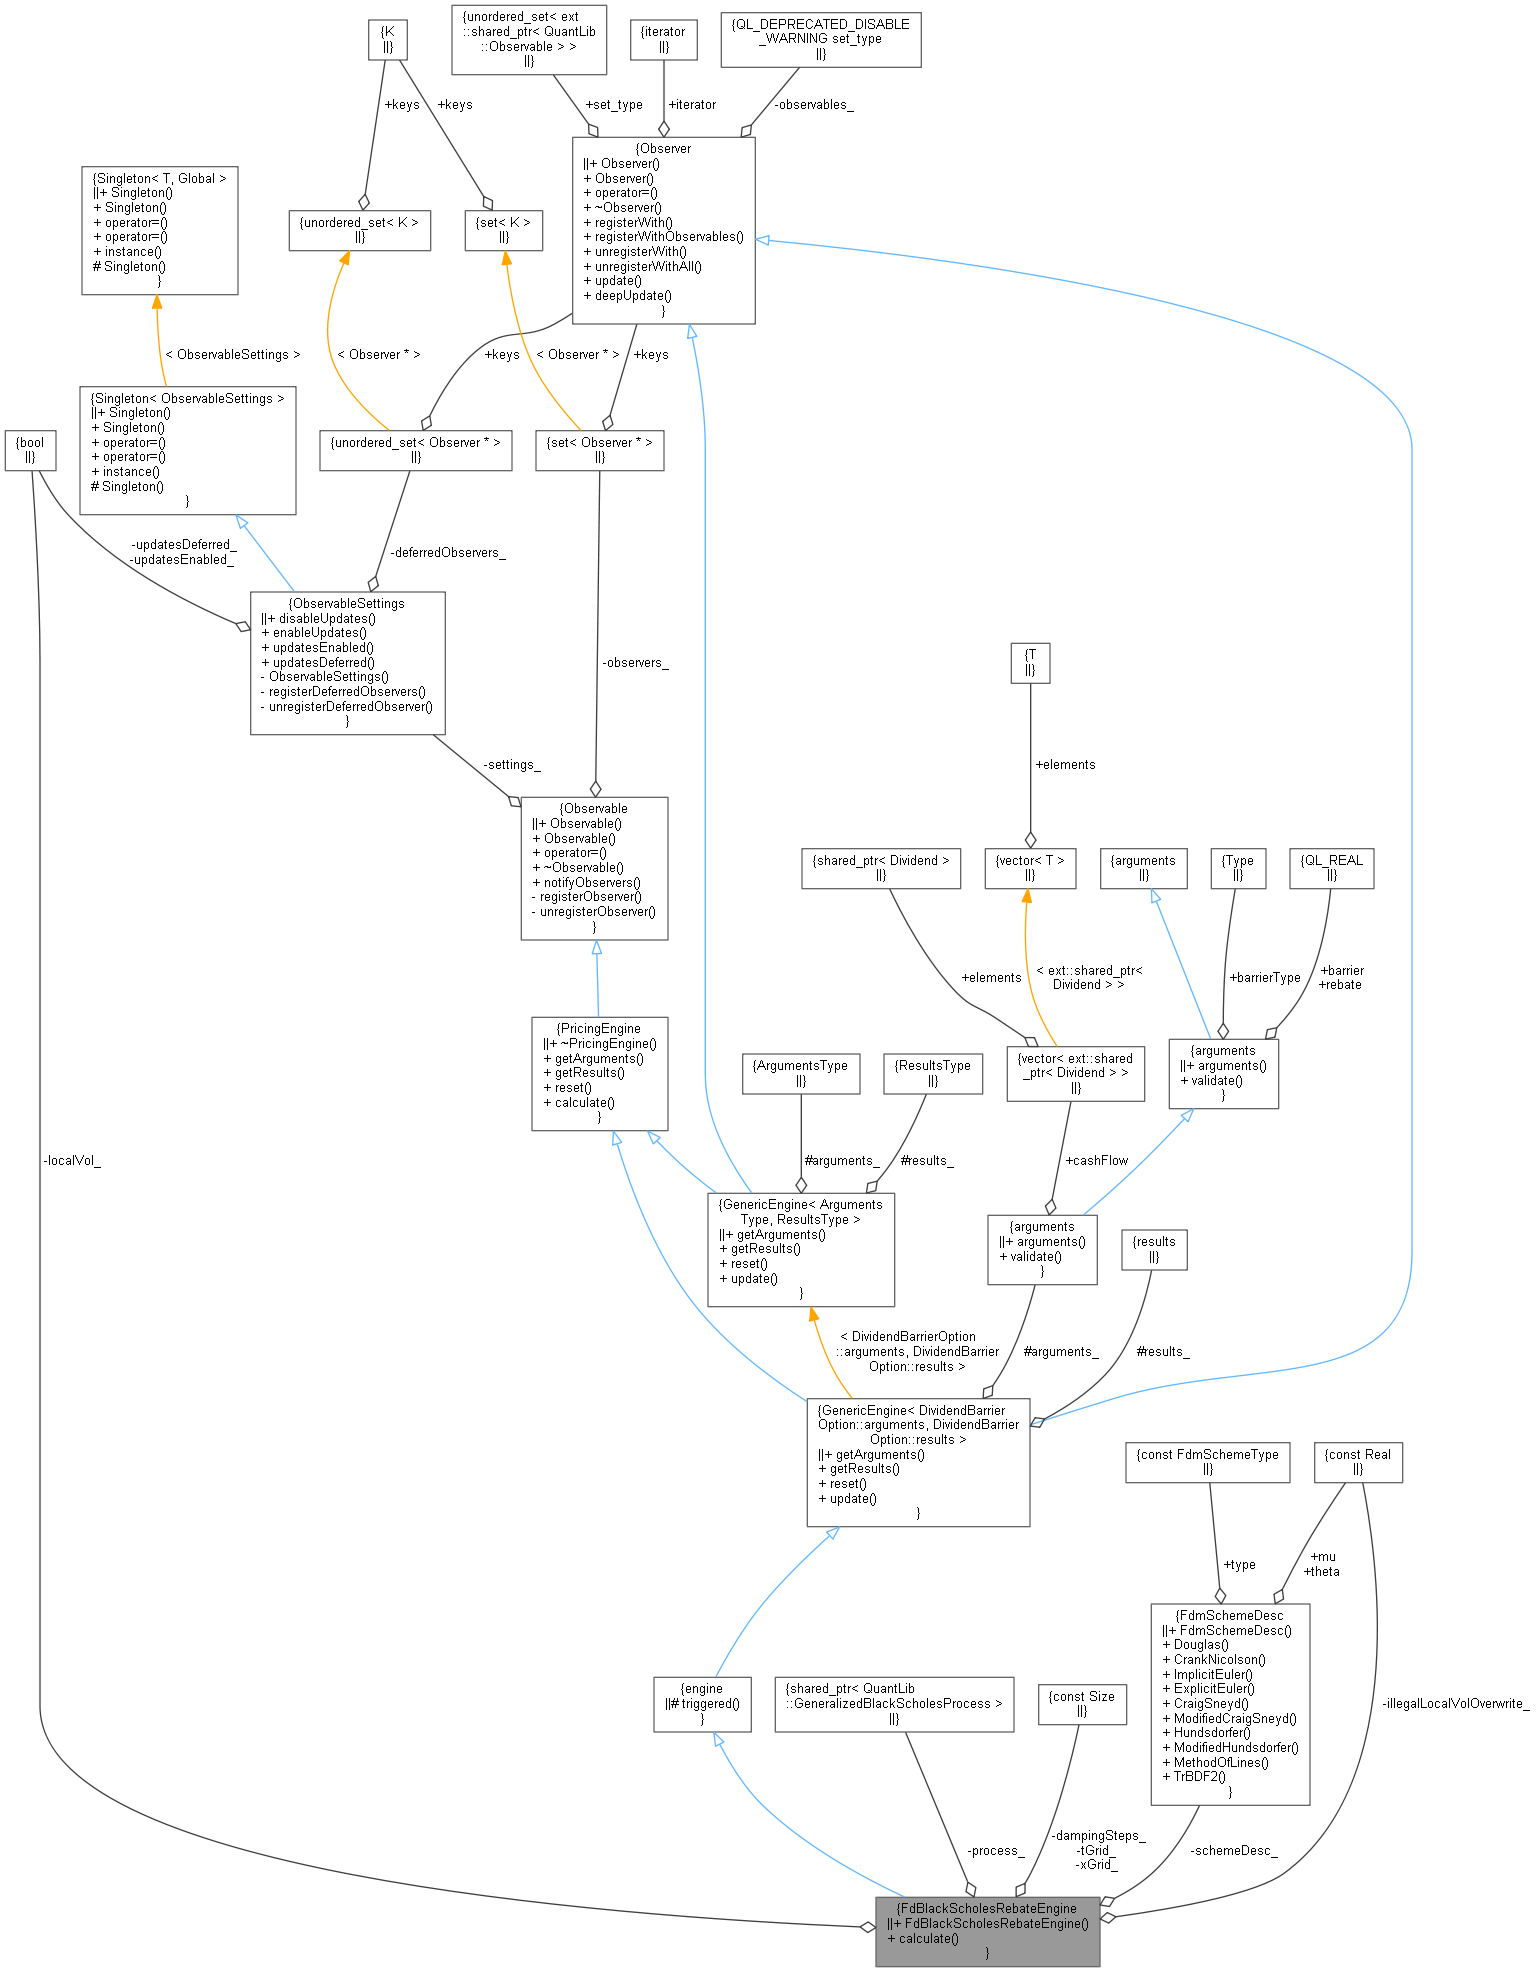 {K
||}
{unordered_set< ext
::shared_ptr< QuantLib
::Observable > >
||}
{iterator
||}
{QL_DEPRECATED_DISABLE
_WARNING set_type
||}
+keys
+keys
+set_type
+iterator
-observables_
{Singleton< T, Global >
||+ Singleton()
+ Singleton()
+ operator=()
+ operator=()
+ instance()
# Singleton()
}
{unordered_set< K >
||}
{set< K >
||}
{Observer
||+ Observer()
+ Observer()
+ operator=()
+ ~Observer()
+ registerWith()
+ registerWithObservables()
+ unregisterWith()
+ unregisterWithAll()
+ update()
+ deepUpdate()
}
< ObservableSettings >
< Observer * >
+keys
< Observer * >
+keys
{bool
||}
{Singleton< ObservableSettings >
||+ Singleton()
+ Singleton()
+ operator=()
+ operator=()
+ instance()
# Singleton()
}
{unordered_set< Observer * >
||}
{set< Observer * >
||}
-updatesDeferred_
-updatesEnabled_
-deferredObservers_
{ObservableSettings
||+ disableUpdates()
+ enableUpdates()
+ updatesEnabled()
+ updatesDeferred()
- ObservableSettings()
- registerDeferredObservers()
- unregisterDeferredObserver()
}
-observers_
{T
||}
-settings_
+elements
{Observable
||+ Observable()
+ Observable()
+ operator=()
+ ~Observable()
+ notifyObservers()
- registerObserver()
- unregisterObserver()
}
{shared_ptr< Dividend >
||}
{vector< T >
||}
{arguments
||}
{Type
||}
{QL_REAL
||}
+elements
< ext::shared_ptr<
Dividend > >
+barrierType
+barrier
+rebate
{PricingEngine
||+ ~PricingEngine()
+ getArguments()
+ getResults()
+ reset()
+ calculate()
}
{ArgumentsType
||}
{ResultsType
||}
{vector< ext::shared
_ptr< Dividend > >
||}
{arguments
||+ arguments()
+ validate()
}
-localVol_
#arguments_
#results_
+cashFlow
{GenericEngine< Arguments
Type, ResultsType >
||+ getArguments()
+ getResults()
+ reset()
+ update()
}
{arguments
||+ arguments()
+ validate()
}
{results
||}
< DividendBarrierOption
::arguments, DividendBarrier
Option::results >
#arguments_
#results_
{GenericEngine< DividendBarrier
Option::arguments, DividendBarrier
Option::results >
||+ getArguments()
+ getResults()
+ reset()
+ update()
}
{const FdmSchemeType
||}
{const Real
||}
+type
+mu
+theta
{engine
||# triggered()
}
{shared_ptr< QuantLib
::GeneralizedBlackScholesProcess >
||}
{const Size
||}
{FdmSchemeDesc
||+ FdmSchemeDesc()
+ Douglas()
+ CrankNicolson()
+ ImplicitEuler()
+ ExplicitEuler()
+ CraigSneyd()
+ ModifiedCraigSneyd()
+ Hundsdorfer()
+ ModifiedHundsdorfer()
+ MethodOfLines()
+ TrBDF2()
}
-illegalLocalVolOverwrite_
-process_
-dampingSteps_
-tGrid_
-xGrid_
-schemeDesc_
{FdBlackScholesRebateEngine
||+ FdBlackScholesRebateEngine()
+ calculate()
}